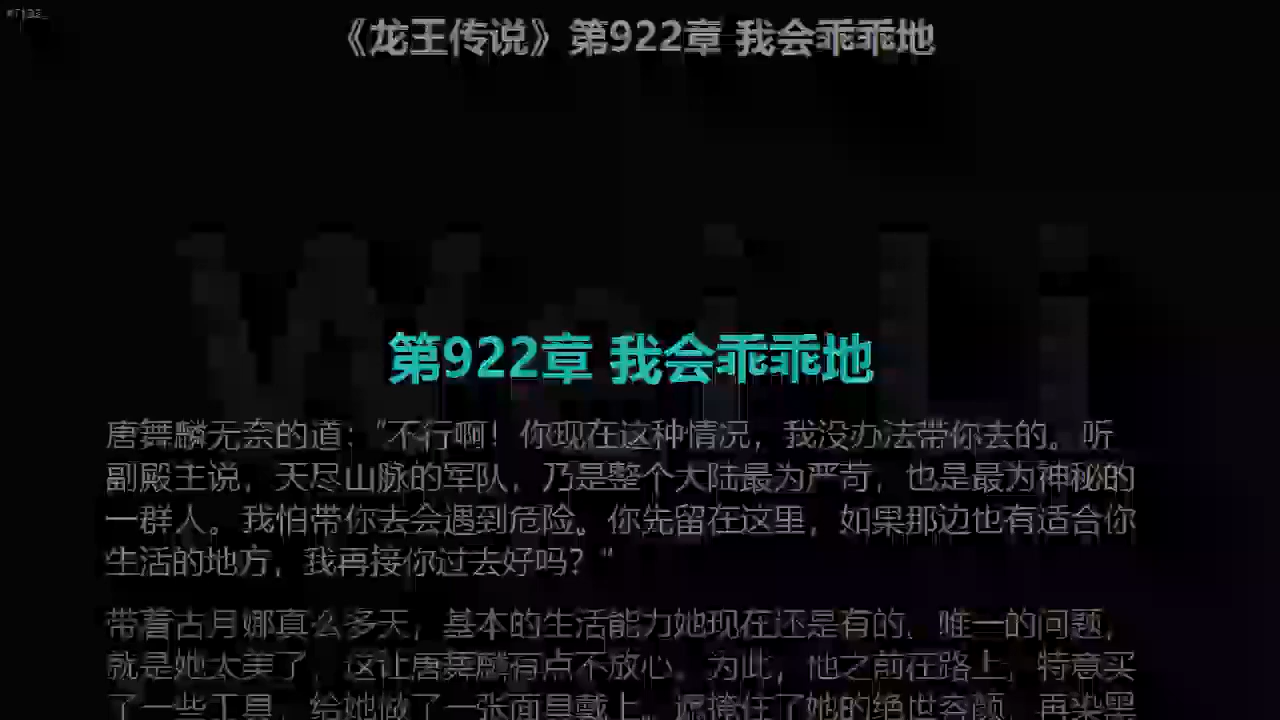 《龙王传说》第922章 我会乖乖地
Wei Li
第922章 我会乖乖地
唐舞麟无奈的道："不行啊！你现在这种情况，我没办法带你去的。听
副殿主说，天尽山脉的军队，乃是整个大陆最为严苛，也是最为神秘的
一群人。我怕带你去会遇到危险。你先留在这里，如果那边也有适合你
生活的地方，我再接你过去好吗？"
带着古月娜真么多天，基本的生活能力她现在还是有的，唯一的问题，
就是她太美了，这让唐舞麟有点不放心。为此，他之前在路上，特意买
了一些工具，给她做了一张面具戴上。遮掩住了她的绝世容颜，再染黑